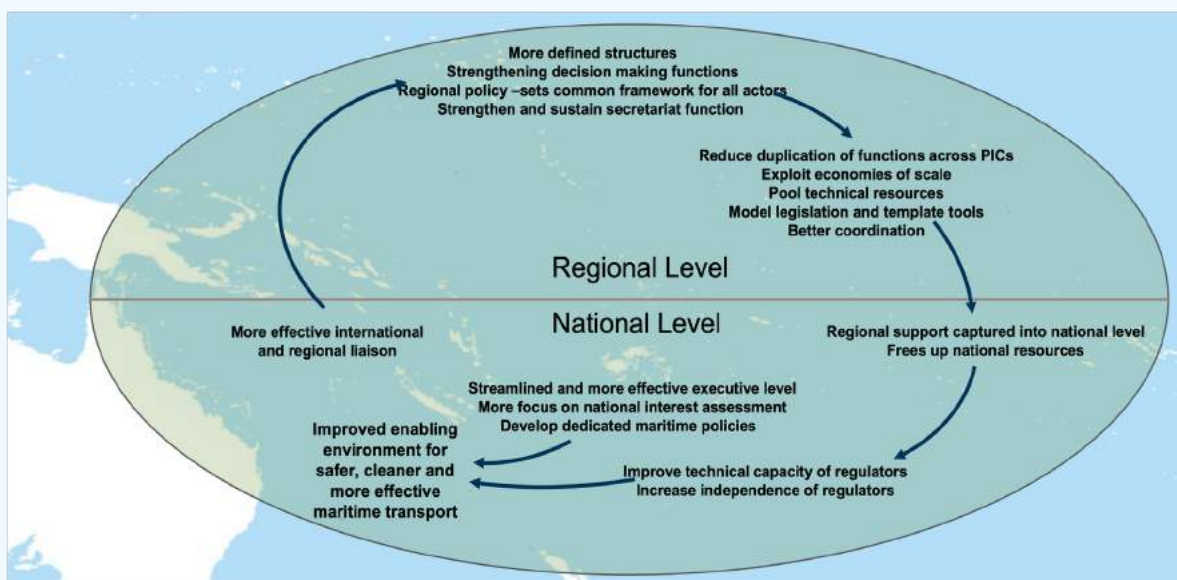 More defined structures
Strengthening decision making functions
Regional policy –sets common framework for all actors
Strengthen and sustain secretariat function
Reduce duplication of functions across PICs
Exploit economies of scale
Pool technical resources
Model legislation and template tools
Better coordination
Regional Level
National Level
More effective international
and regional liaison
Regional support captured into national level
Frees up national resources
Streamlined and more effective executive level
More focus on national interest assessment
Develop dedicated maritime policies
Improved enabling
environment for
safer, cleaner and
more effective
maritime transport
Improve technical capacity of regulators
Increase independence of regulators